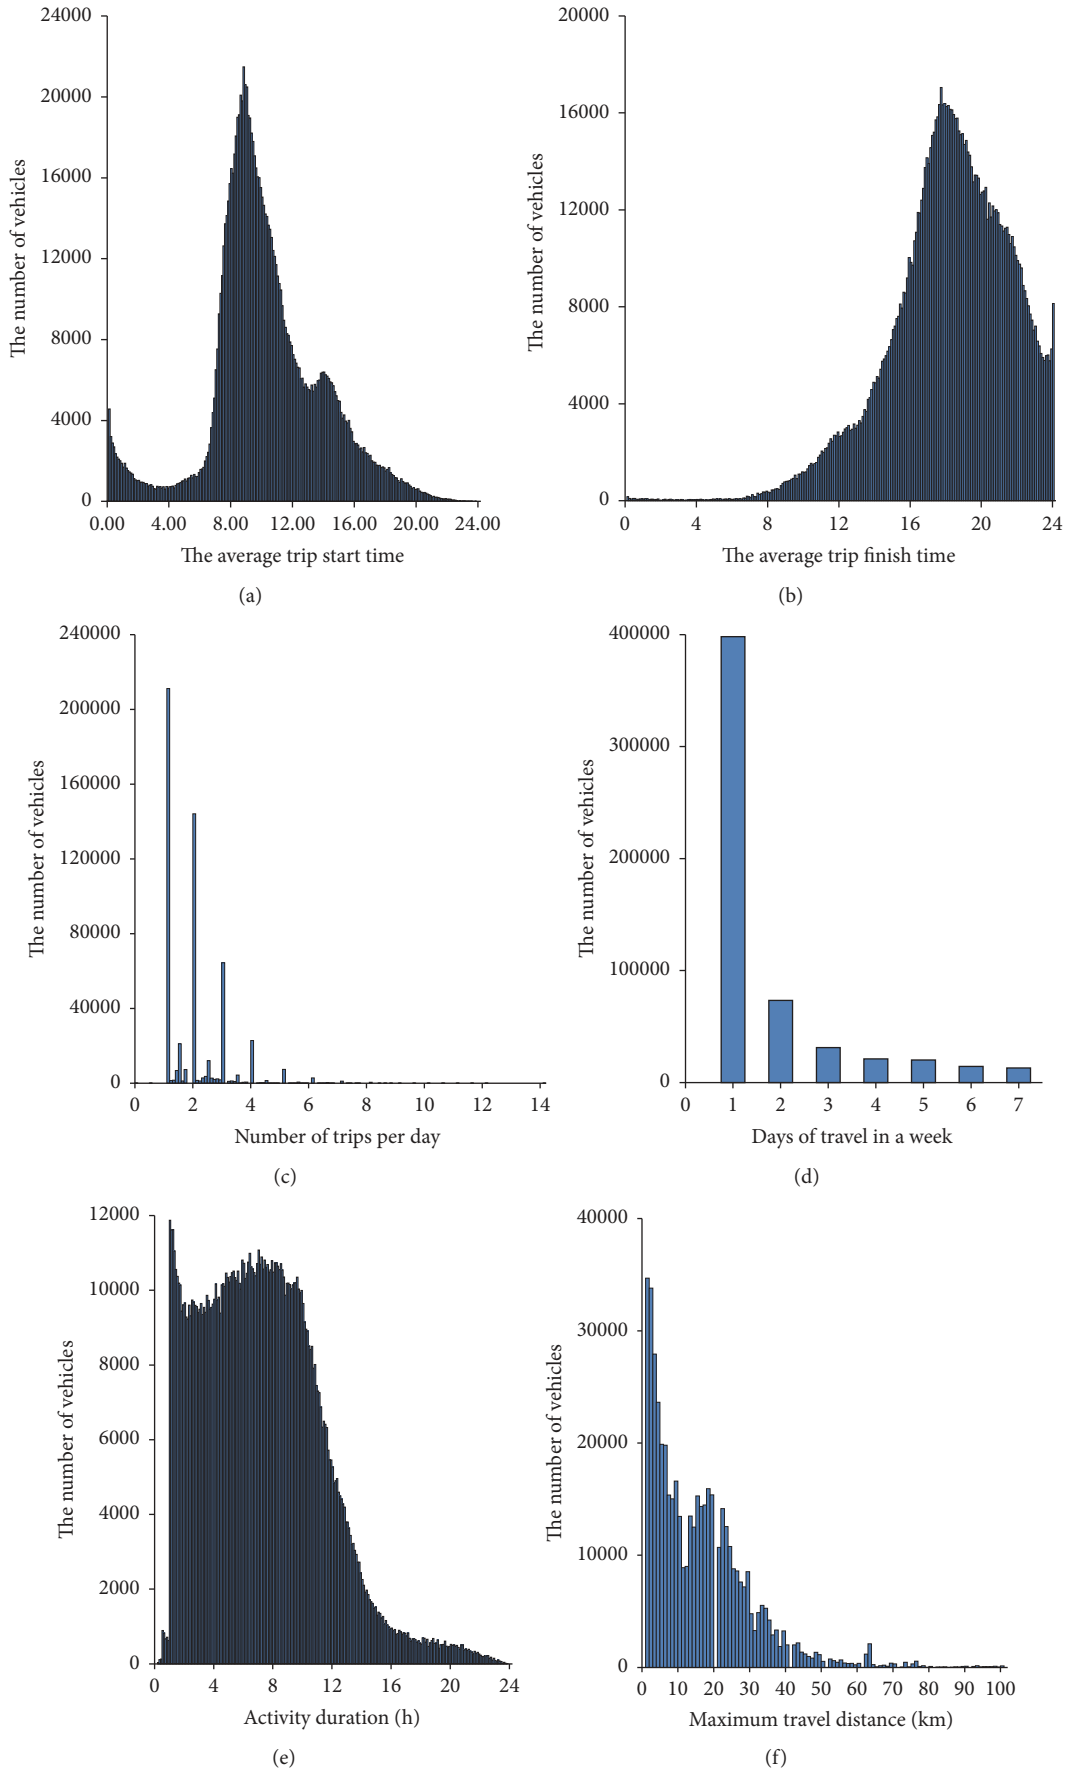 24000
20000
16000
12000
8000
4000
0
The number of vehicles
0.00 4.00 8.00 12.00 16.00 20.00 24.00
The average trip start time
(a)
20000
16000
12000
8000
4000
0
The number of vehicles
0 4 8 12 16 20 24
The average trip finish time
(b)
240000
200000
160000
120000
80000
40000
0
The number of vehicles
0 2 4 6 8 10 12 14
Number of trips per day
(c)
400000
300000
200000
100000
0
The number of vehicles
0 1 2 3 4 5 6 7
Days of travel in a week
(d)
12000
10000
8000
6000
4000
2000
0
The number of vehicles
0 4 8 12 16 20 24
Activity duration (h)
(e)
40000
30000
20000
10000
0
The number of vehicles
0 10 20 30 40 50 60 70 80 90 100
Maximum travel distance (km)
(f)